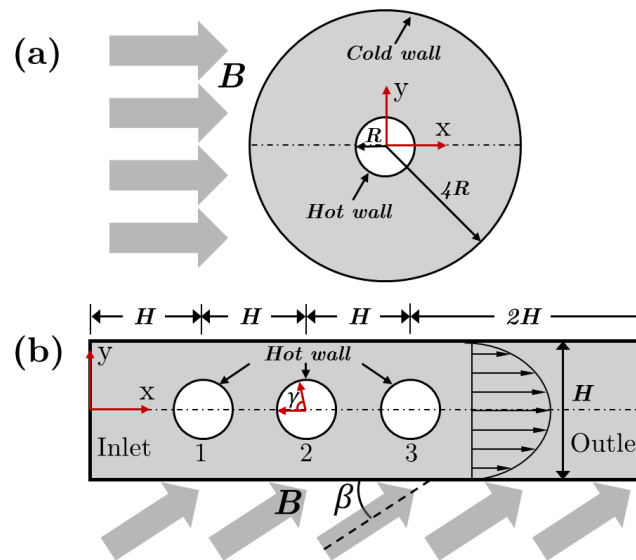 (a)
B
Cold wall
y
x
R
Hot wall
4R
H H H 2H
(b)
y
Hot wall
x
γ
H
Inlet
1 2 3
Outle
B
β